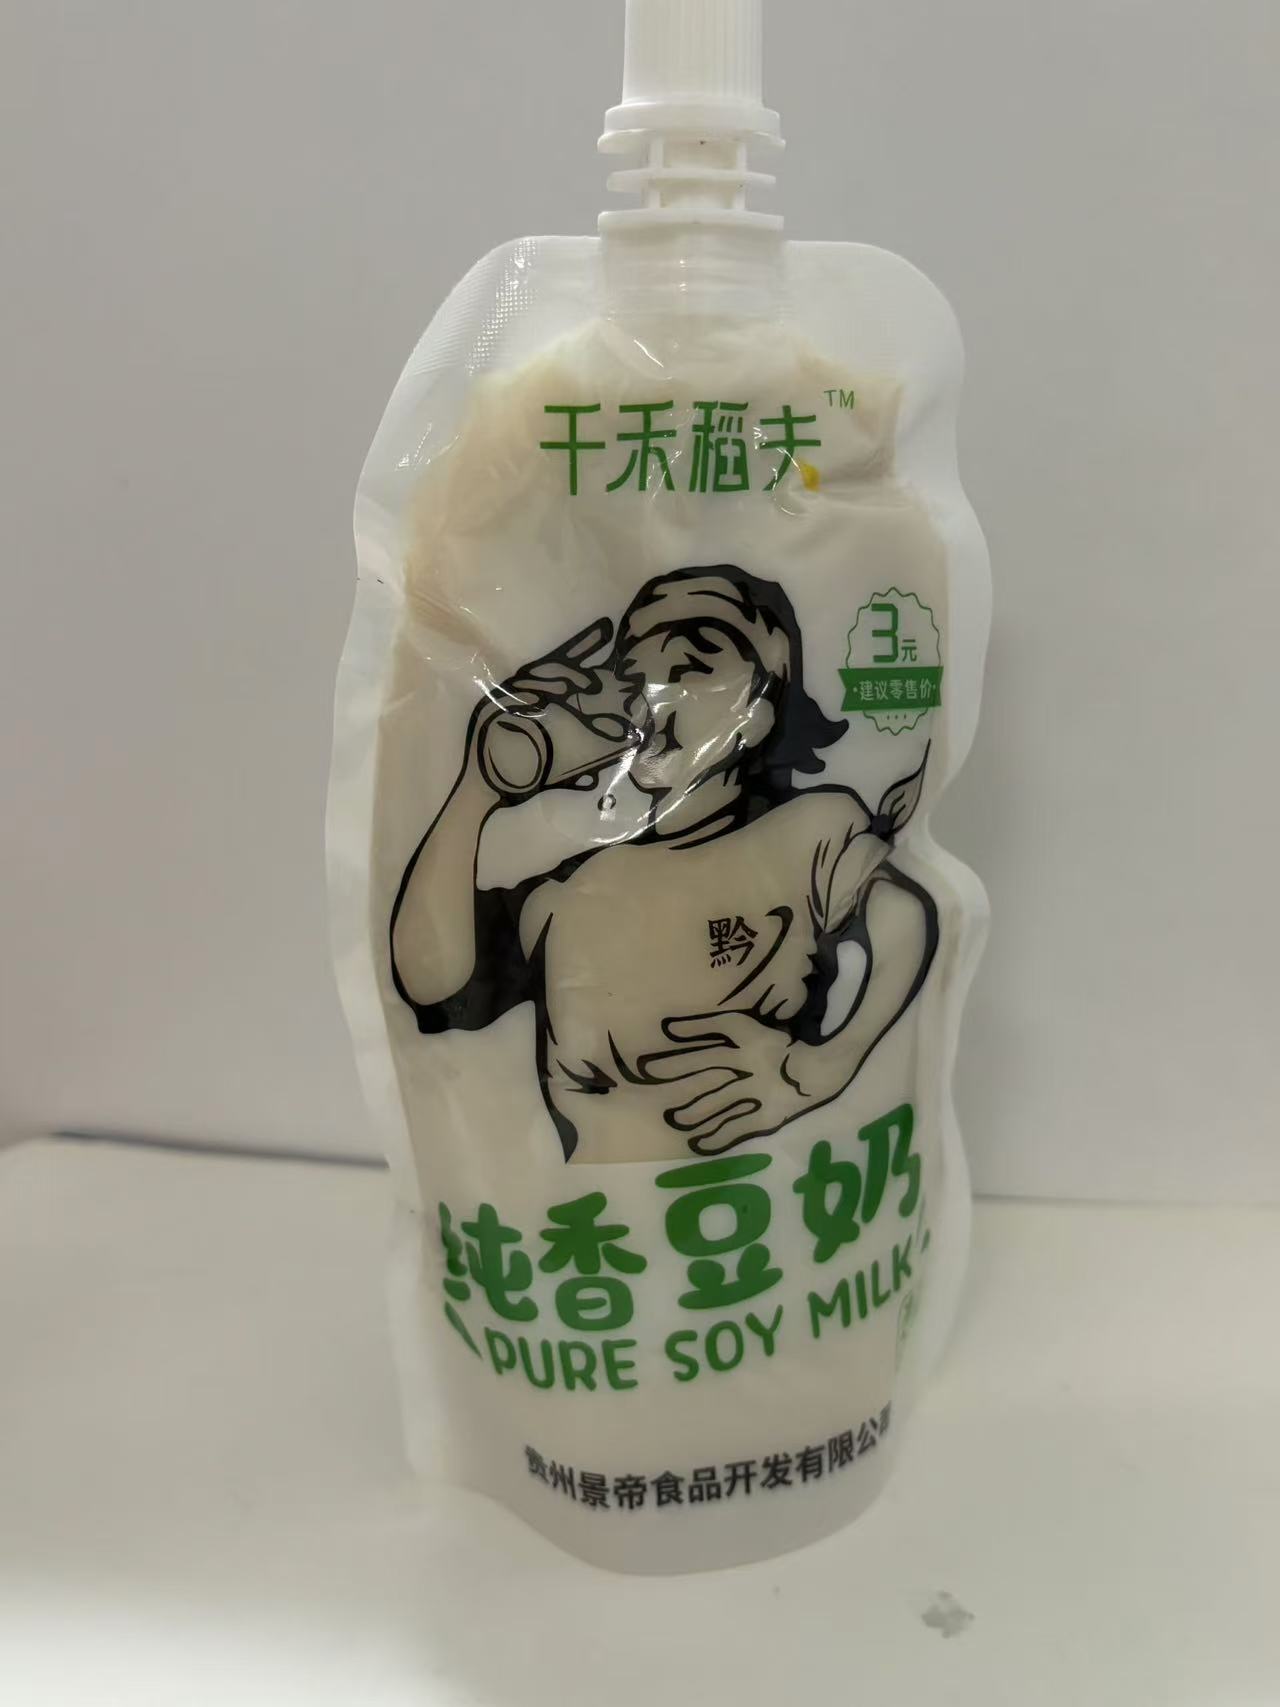 千禾稻夫™
3元
·建议零售价·
黔
纯香豆奶
PURE SOY MILK
贵州景帝食品开发有限公司